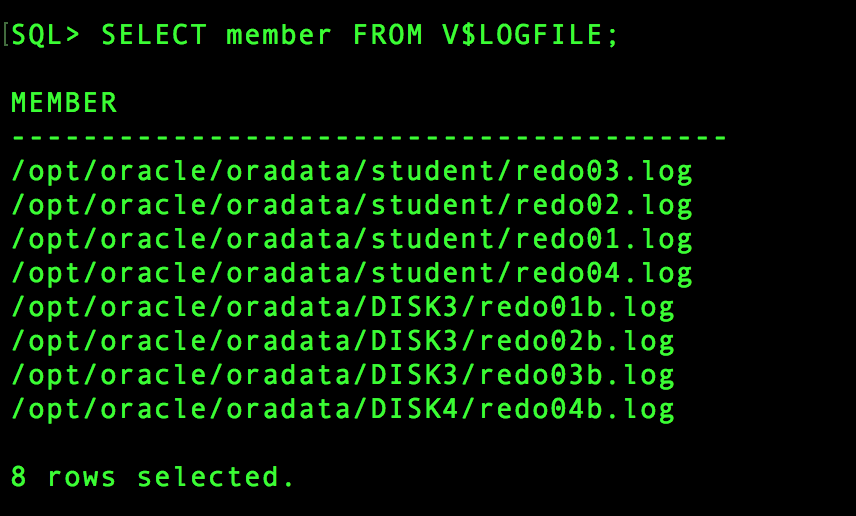 [SQL> SELECT member FROM V$LOGFILE;
MEMBER
----------------------------------------
/opt/oracle/oradata/student/redo03.log
/opt/oracle/oradata/student/redo02.log
/opt/oracle/oradata/student/redo01.log
/opt/oracle/oradata/student/redo04.log
/opt/oracle/oradata/DISK3/redo01b.log
/opt/oracle/oradata/DISK3/redo02b.log
/opt/oracle/oradata/DISK3/redo03b.log
/opt/oracle/oradata/DISK4/redo04b.log
8 rows selected.